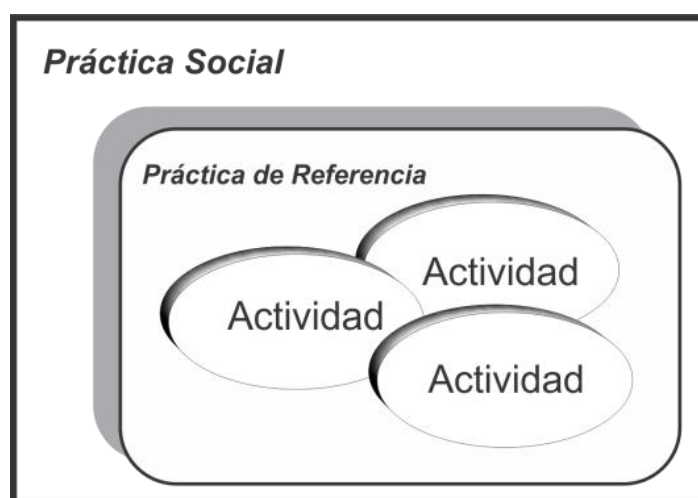 Práctica Social
Práctica de Referencia
Actividad
Actividad
Actividad